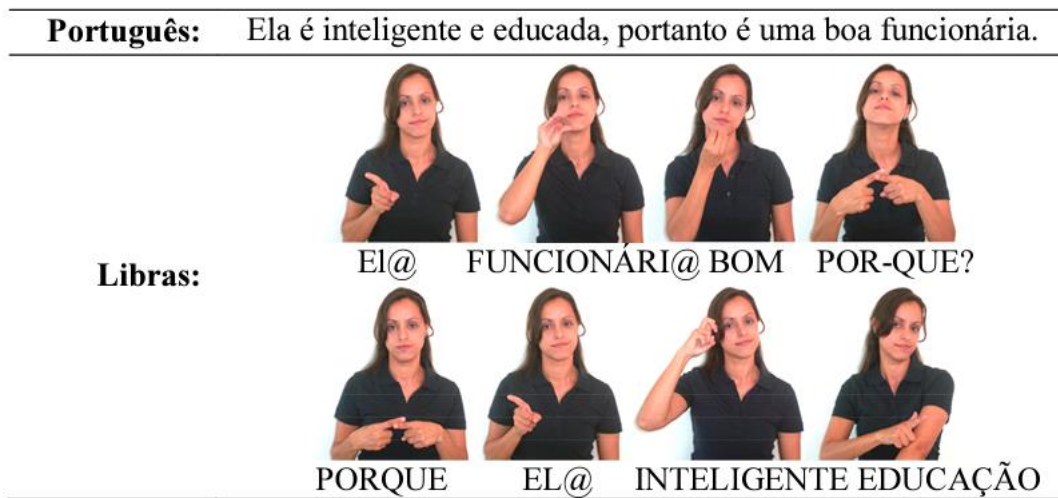 Português: Ela é inteligente e educada, portanto é uma boa funcionária.
Libras:
El@ FUNCIONÁRI@ BOM POR-QUE?
PORQUE EL@ INTELIGENTE EDUCAÇÃO